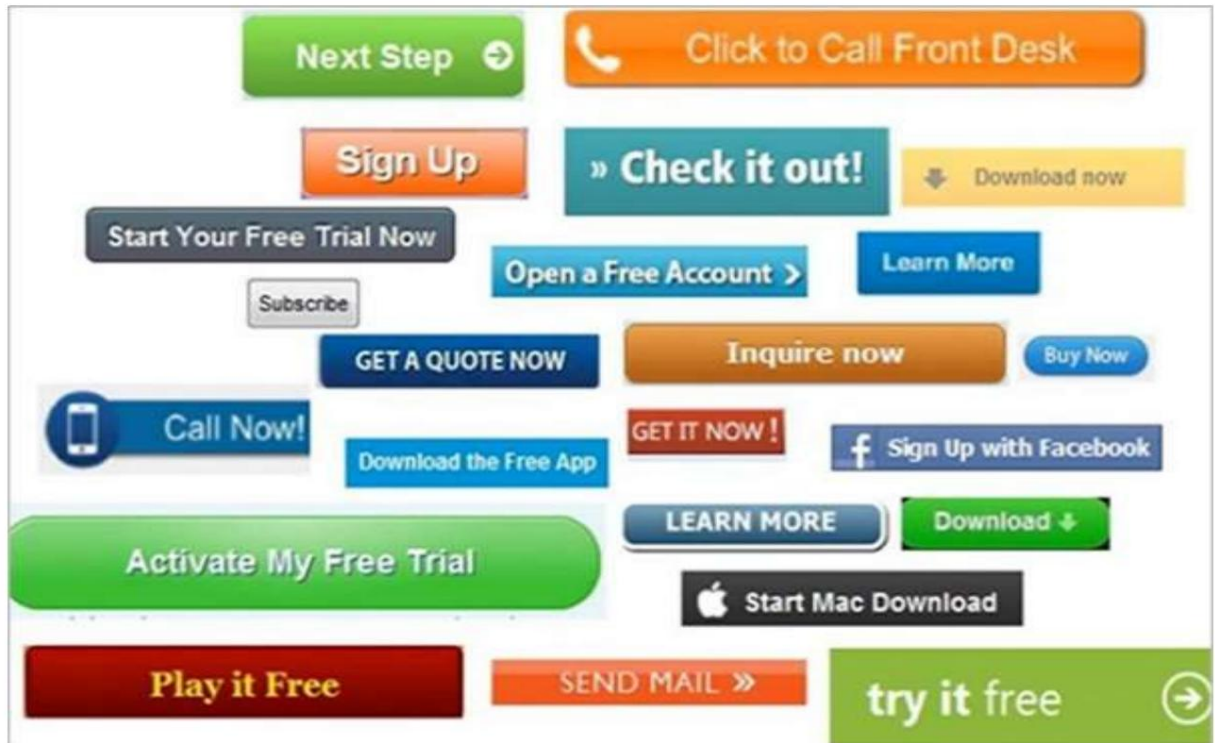 Next Step
Click to Call Front Desk
Sign Up
» Check it out!
Download now
Start Your Free Trial Now
Open a Free Account >
Learn More
Subscribe
GET A QUOTE NOW
Inquire now
Buy Now
Call Now!
GET IT NOW !
Sign Up with Facebook
Download the Free App
LEARN MORE
Download
Activate My Free Trial
Start Mac Download
Play it Free
SEND MAIL »
try it free